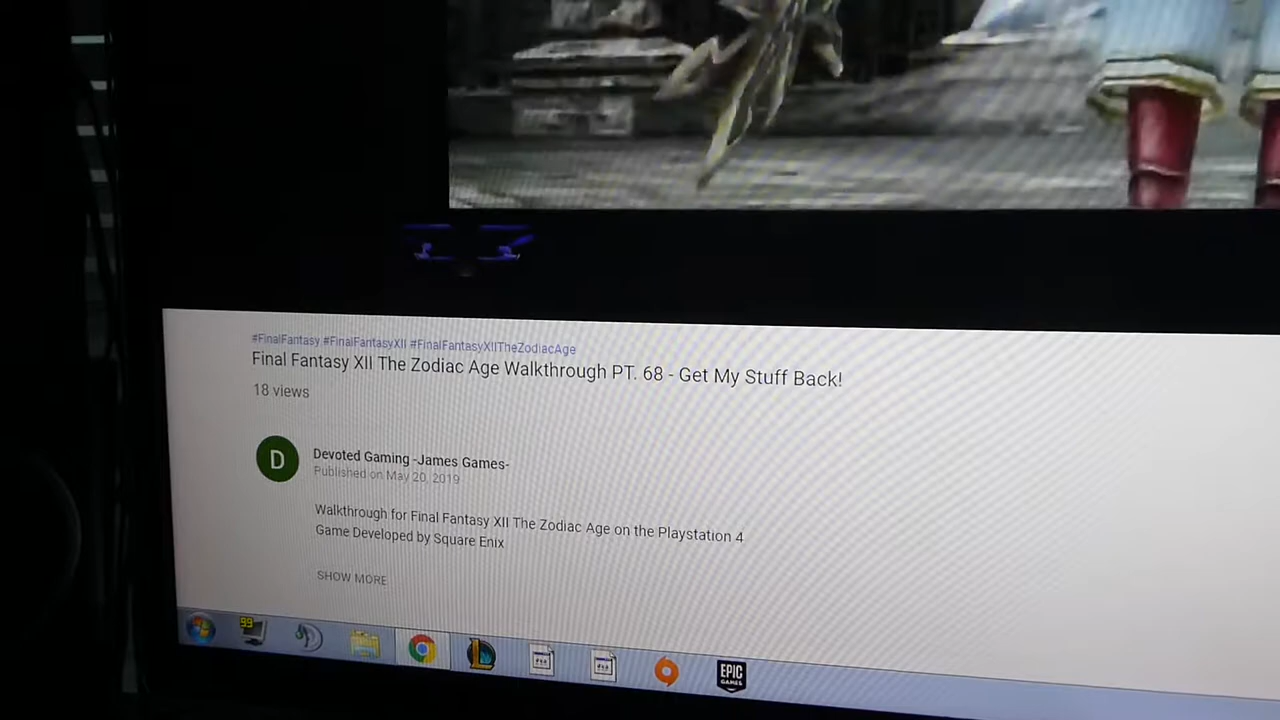 #FinalFantasy #FinalFantasyXII #FinalFantasyXIITheZodiacAge
Final Fantasy XII The Zodiac Age Walkthrough PT. 68 - Get My Stuff Back!
18 views
D
Devoted Gaming -James Games-
Published on May 20, 2019
Walkthrough for Final Fantasy XII The Zodiac Age on the Playstation 4
Game Developed by Square Enix
SHOW MORE
99
EPIC
GAMES